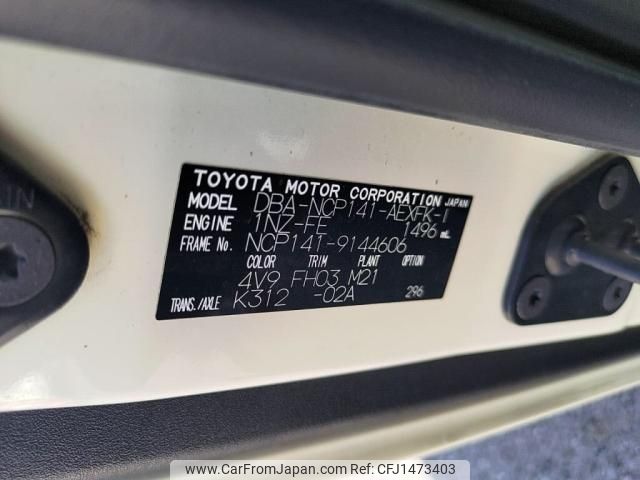 TOYOTA MOTOR CORPORATION JAPAN
MODEL DBA-NCP141-AEXFK-I
ENGINE 1NZ-FE 1496 mL
FRAME No. NCP141-9144606
COLOR TRIM PLANT OPTION
4V9 FH03 M21
TRANS./AXLE K312 -02A 296
www.CarFromJapan.com Ref No: CFJ1473403